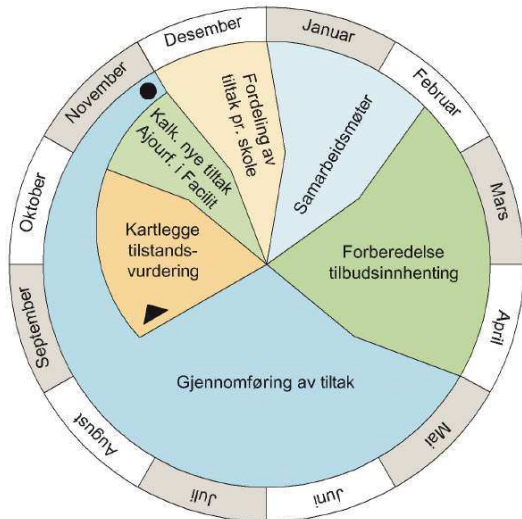 Januar
Februar
Mars
April
Mai
Juni
Juli
August
September
Oktober
November
Desember
Samarbeidsmøter
Forberedelse
tilbudsinnhenting
Gjennomføring av tiltak
Kartlegge
tilstands-
vurdering
Kalk. nye tiltak
Ajourf. i Facilit
Fordeling av
tiltak pr. skole